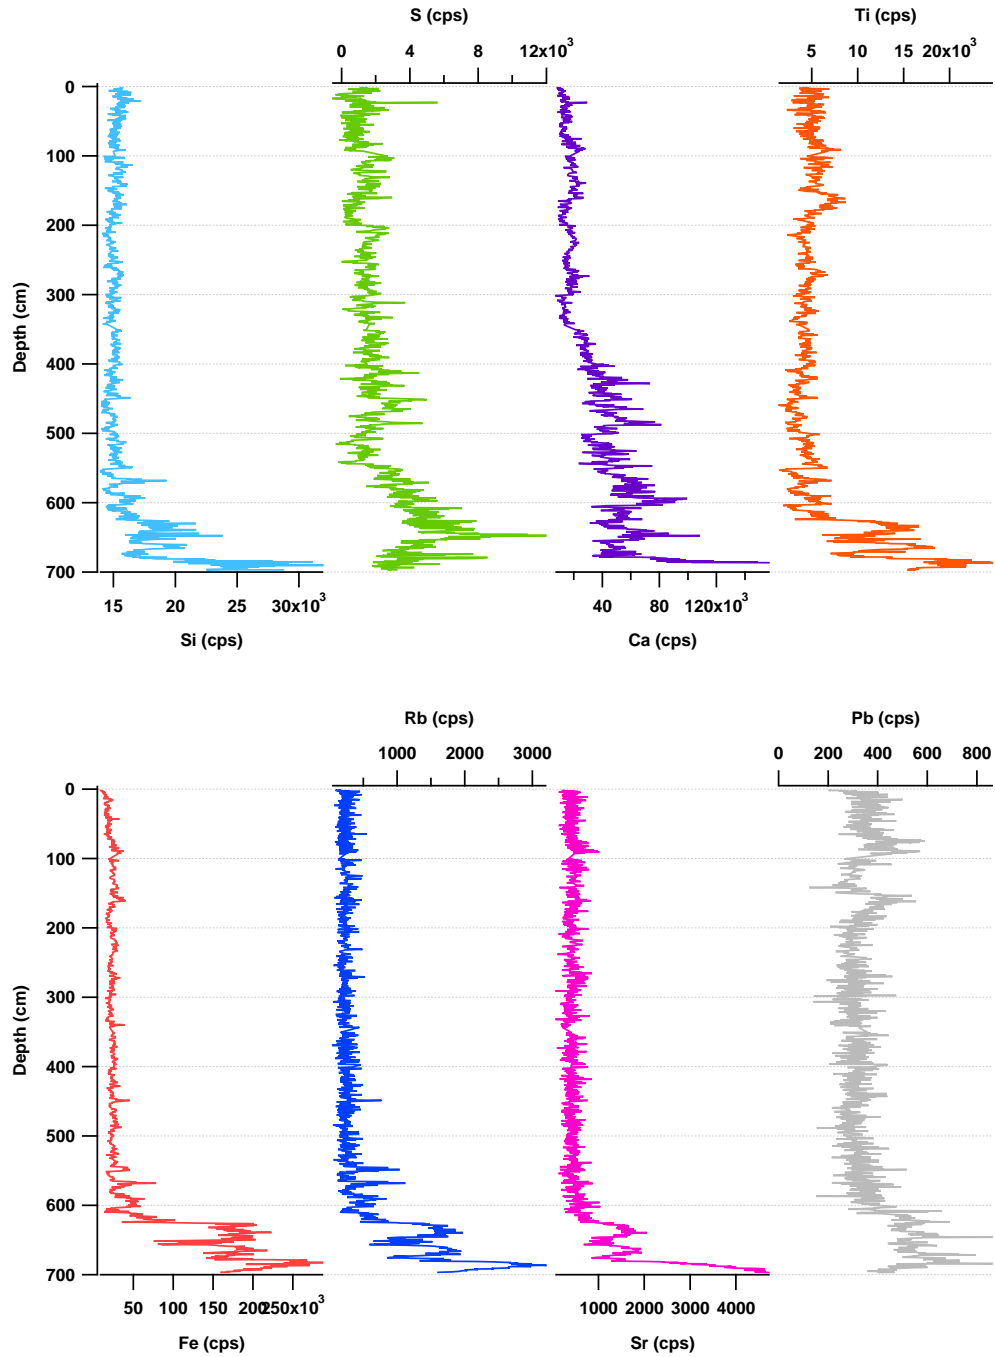 S (cps)
Ti (cps)
0 4 8 12x10³
5 10 15 20x10³
0
100
200
300
400
500
600
700
Depth (cm)
15 20 25 30x10³
40 80 120x10³
Si (cps)
Ca (cps)
Rb (cps)
Pb (cps)
1000 2000 3000
0 200 400 600 800
0
100
200
300
400
500
600
700
Depth (cm)
50 100 150 200 250x10³
1000 2000 3000 4000
Fe (cps)
Sr (cps)